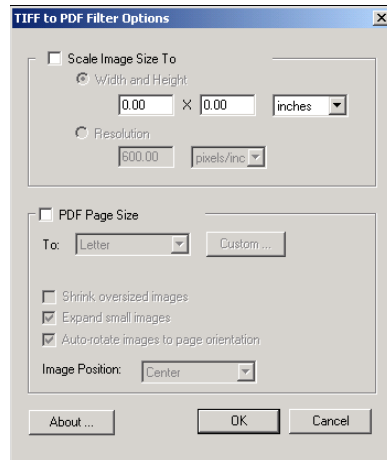 TIFF to PDF Filter Options
Scale Image Size To
Width and Height
0.00 X 0.00 inches
Resolution
600.00 pixels/inc
PDF Page Size
To: Letter Custom ...
Shrink oversized images
Expand small images
Auto-rotate images to page orientation
Image Position: Center
About ... OK Cancel